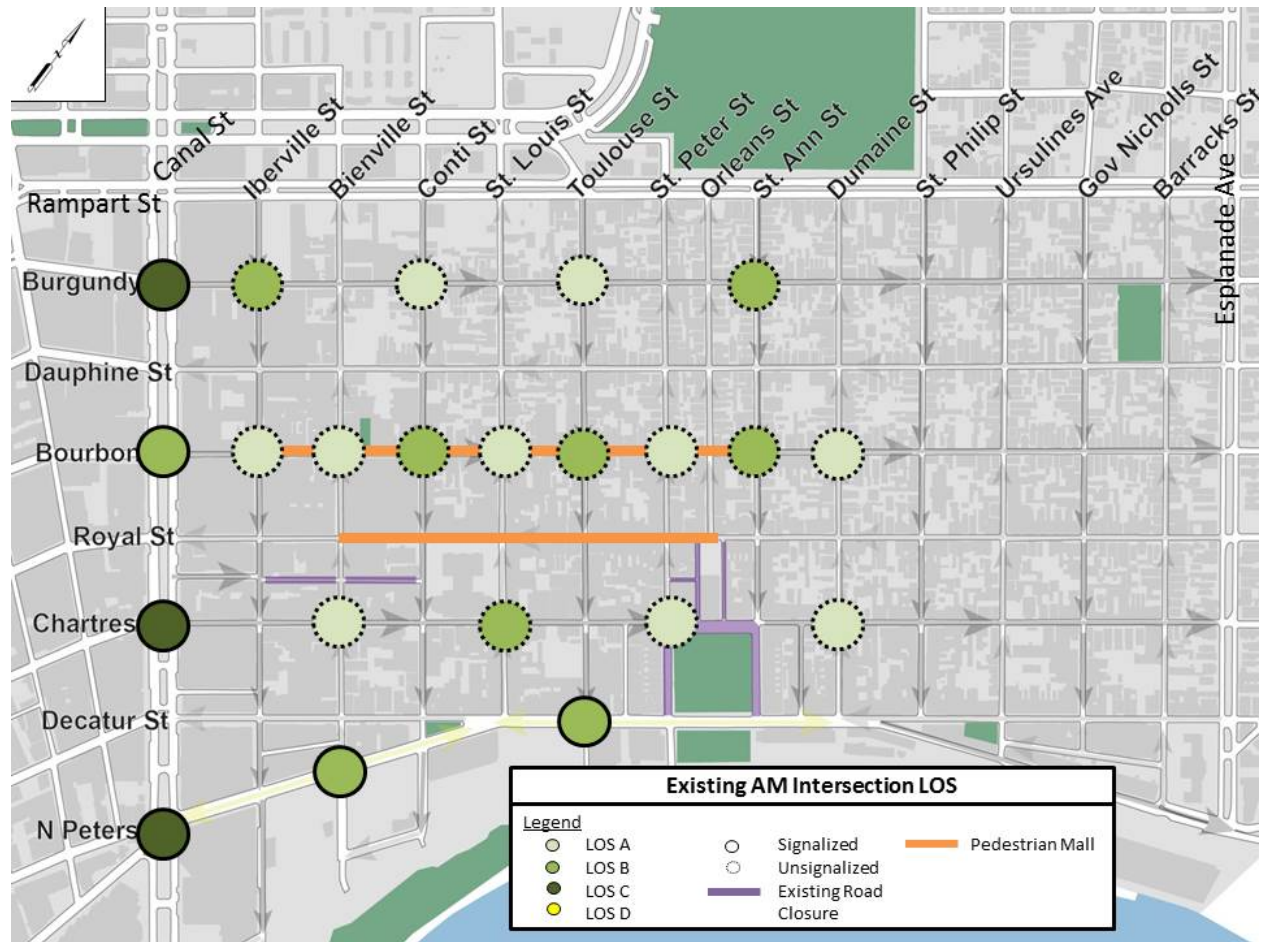 Canal St
Iberville St
Bienville St
Conti St
St. Louis St
Toulouse St
St. Peter St
Orleans St
St. Ann St
Dumaine St
St. Phillip St
Ursulines Ave
Gov Nicholls St
Barracks St
Esplanade Ave
Rampart St
Burgundy
Dauphine St
Bourbon
Royal St
Chartres
Decatur St
N Peters
Existing AM Intersection LOS
Legend
LOS A
LOS B
LOS C
LOS D
Signalized
Unsignalized
Existing Road
Closure
Pedestrian Mall